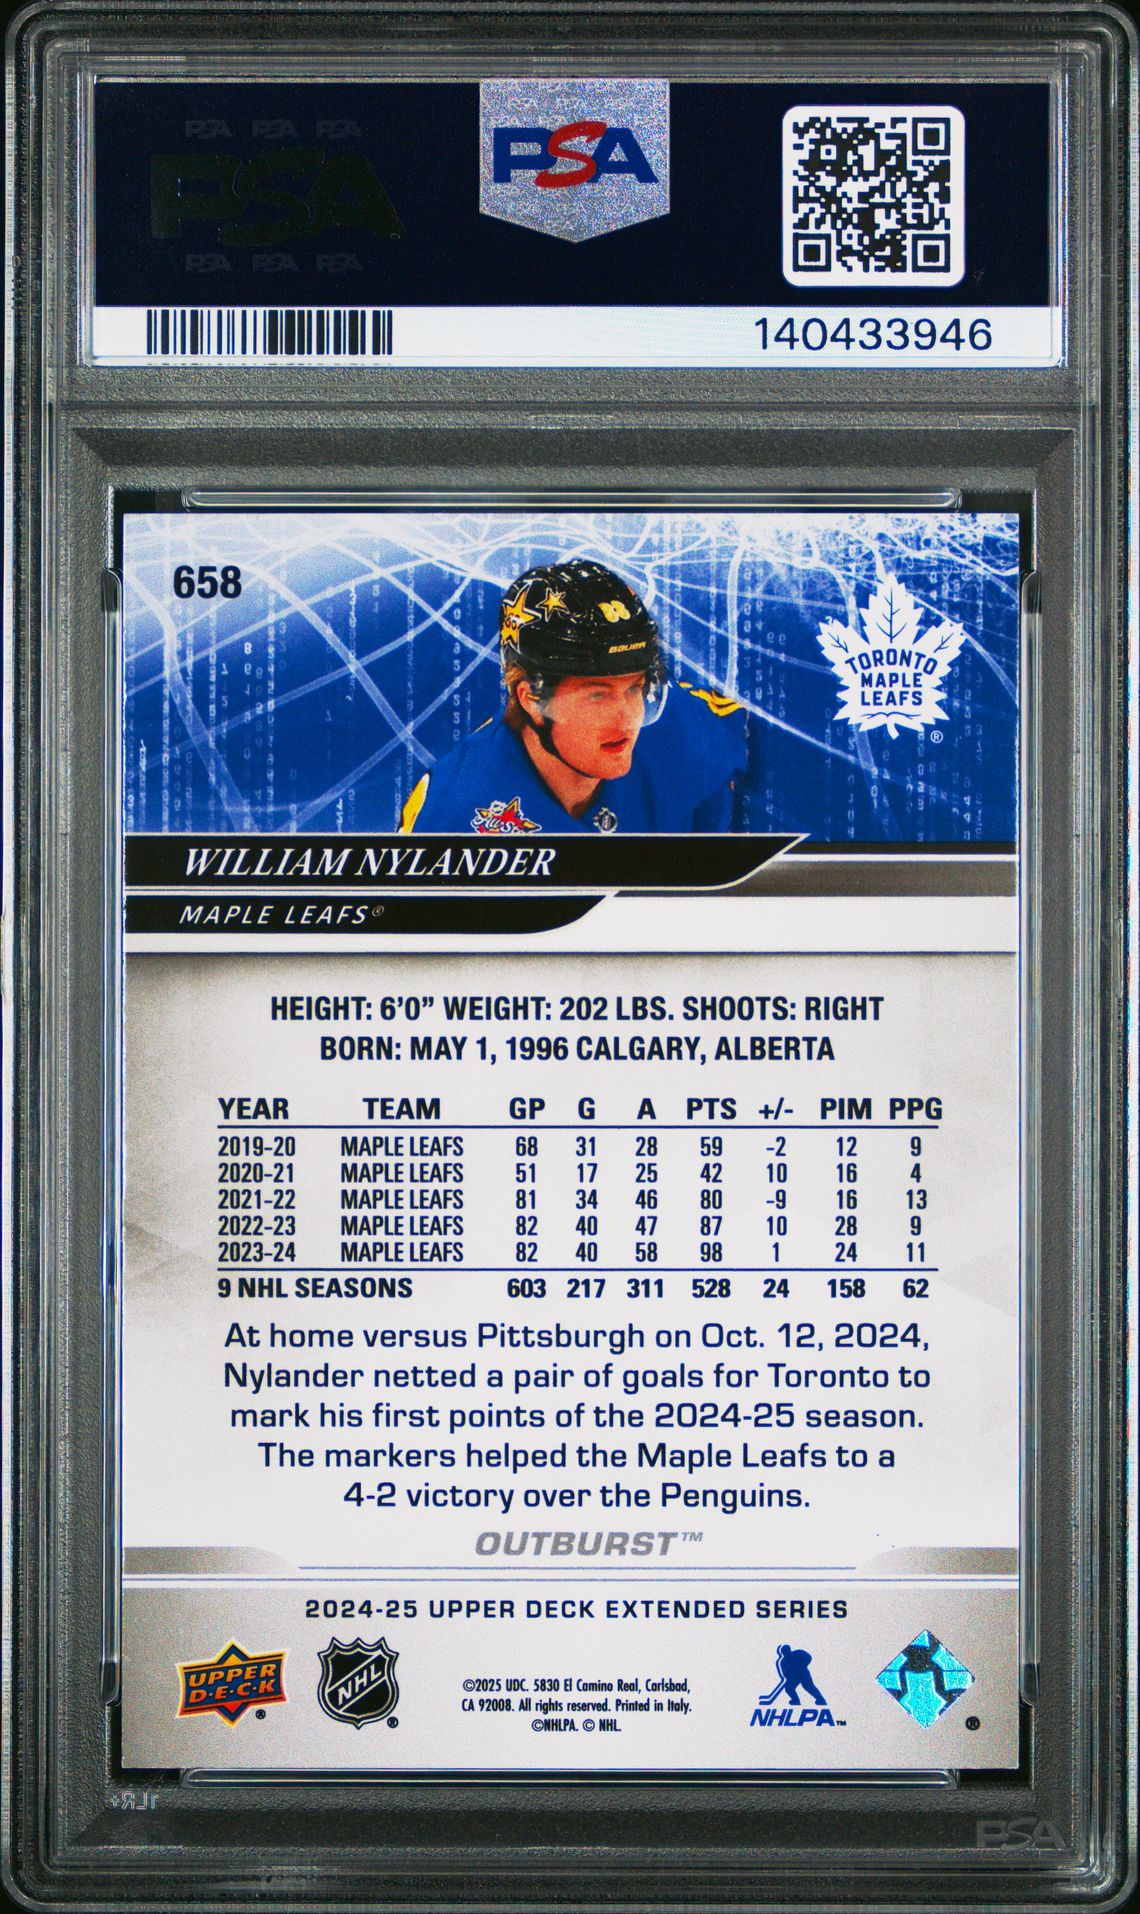 PSA PSA PSA
PSA
PSA PSA PSA
PSA
140433946
658
88
BAUER
TORONTO
MAPLE
LEAFS
®
WILLIAM NYLANDER
MAPLE LEAFS®
HEIGHT: 6'0" WEIGHT: 202 LBS. SHOOTS: RIGHT
BORN: MAY 1, 1996 CALGARY, ALBERTA
YEAR TEAM GP G A PTS +/- PIM PPG
2019-20 MAPLE LEAFS 68 31 28 59 -2 12 9
2020-21 MAPLE LEAFS 51 17 25 42 10 16 4
2021-22 MAPLE LEAFS 81 34 46 80 -9 16 13
2022-23 MAPLE LEAFS 82 40 47 87 10 28 9
2023-24 MAPLE LEAFS 82 40 58 98 1 24 11
9 NHL SEASONS 603 217 311 528 24 158 62
At home versus Pittsburgh on Oct. 12, 2024,
Nylander netted a pair of goals for Toronto to
mark his first points of the 2024-25 season.
The markers helped the Maple Leafs to a
4-2 victory over the Penguins.
OUTBURST™
2024-25 UPPER DECK EXTENDED SERIES
UPPER
D·E·C·K
®
NHL
®
©2025 UDC. 5830 El Camino Real, Carlsbad,
CA 92008. All rights reserved. Printed in Italy.
©NHLPA. © NHL.
NHLPA™
®
PSA